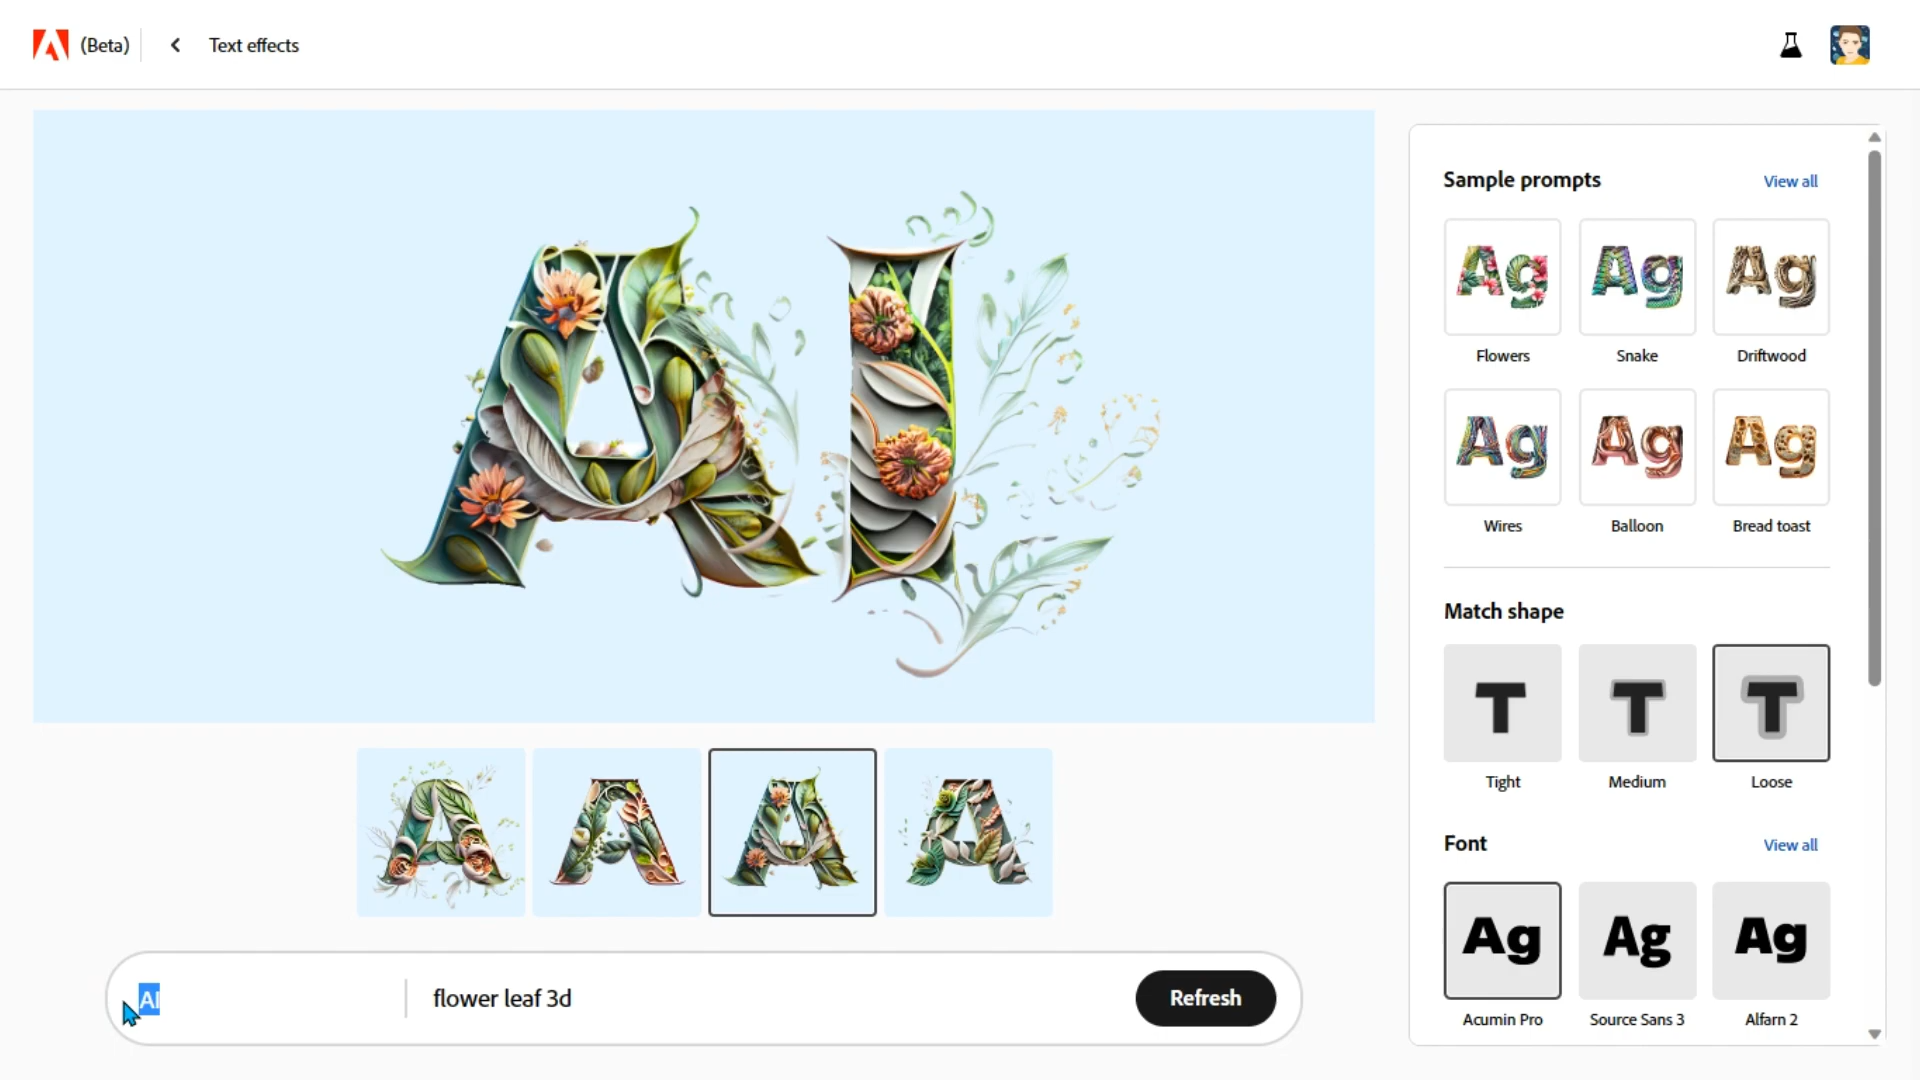 (Beta)
Text effects
AI
Sample prompts
View all
Ag
Ag
Ag
Flowers
Snake
Driftwood
Ag
Ag
Ag
Wires
Balloon
Bread toast
Match shape
T
T
T
Tight
Medium
Loose
A
A
A
A
Font
View all
Ag
Ag
Ag
Acumin Pro
Source Sans 3
Alfarn 2
AI
flower leaf 3d
Refresh